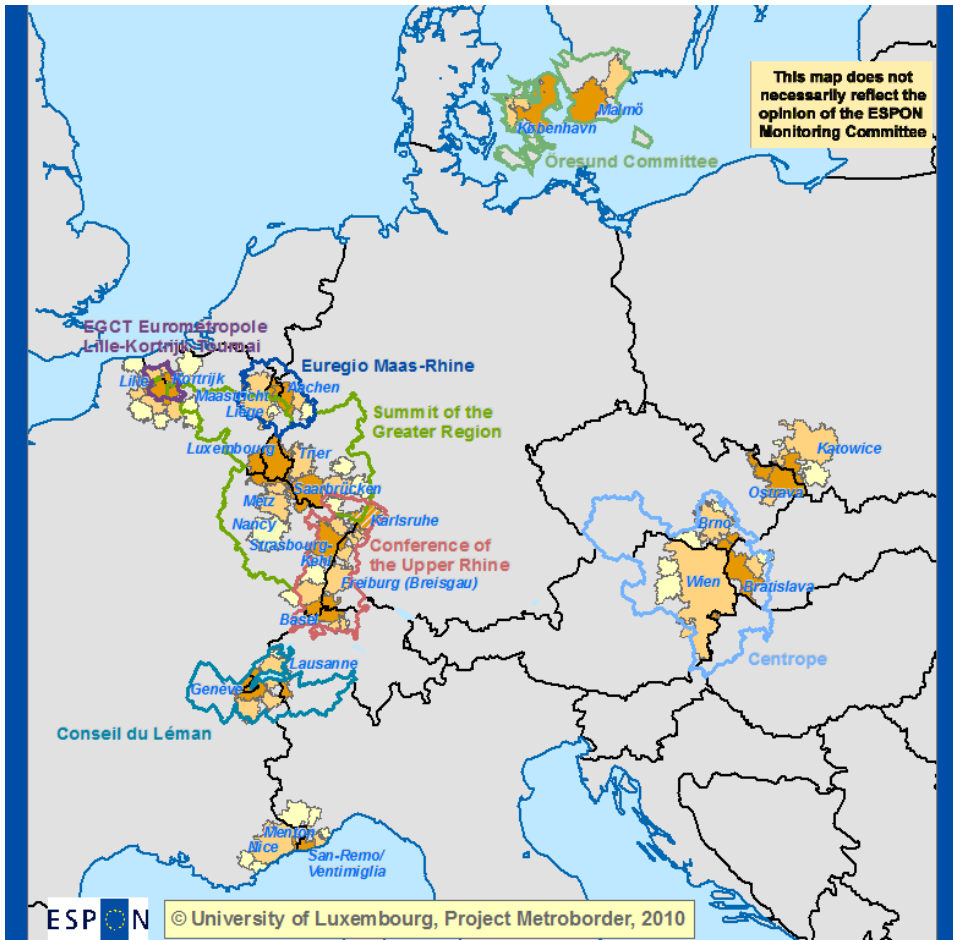 This map does not
necessarily reflect the
opinion of the ESPON
Monitoring Committee
Malmö
København
Öresund Committee
EGCT Eurométropole
Lille-Kortrijk-Tournai
Euregio Maas-Rhine
Lille
Kortrijk
Aachen
Maastricht
Liège
Summit of the
Greater Region
Luxembourg
Trier
Katowice
Saarbrücken
Ostrava
Metz
Nancy
Karlsruhe
Brno
Strasbourg-
Kehl
Conference of
the Upper Rhine
Freiburg (Breisgau)
Wien
Bratislava
Basel
Centrope
Lausanne
Genève
Conseil du Léman
Menton
Nice
San-Remo/
Ventimiglia
ESPON
© University of Luxembourg, Project Metroborder, 2010